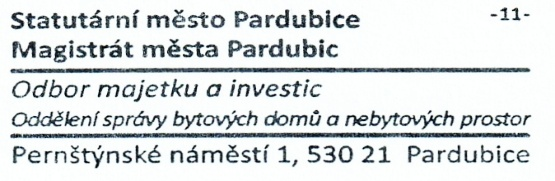 Statutární město Pardubice -11-
Magistrát města Pardubic
Odbor majetku a investic
Oddělení správy bytových domů a nebytových prostor
Pernštýnské náměstí 1, 530 21 Pardubice